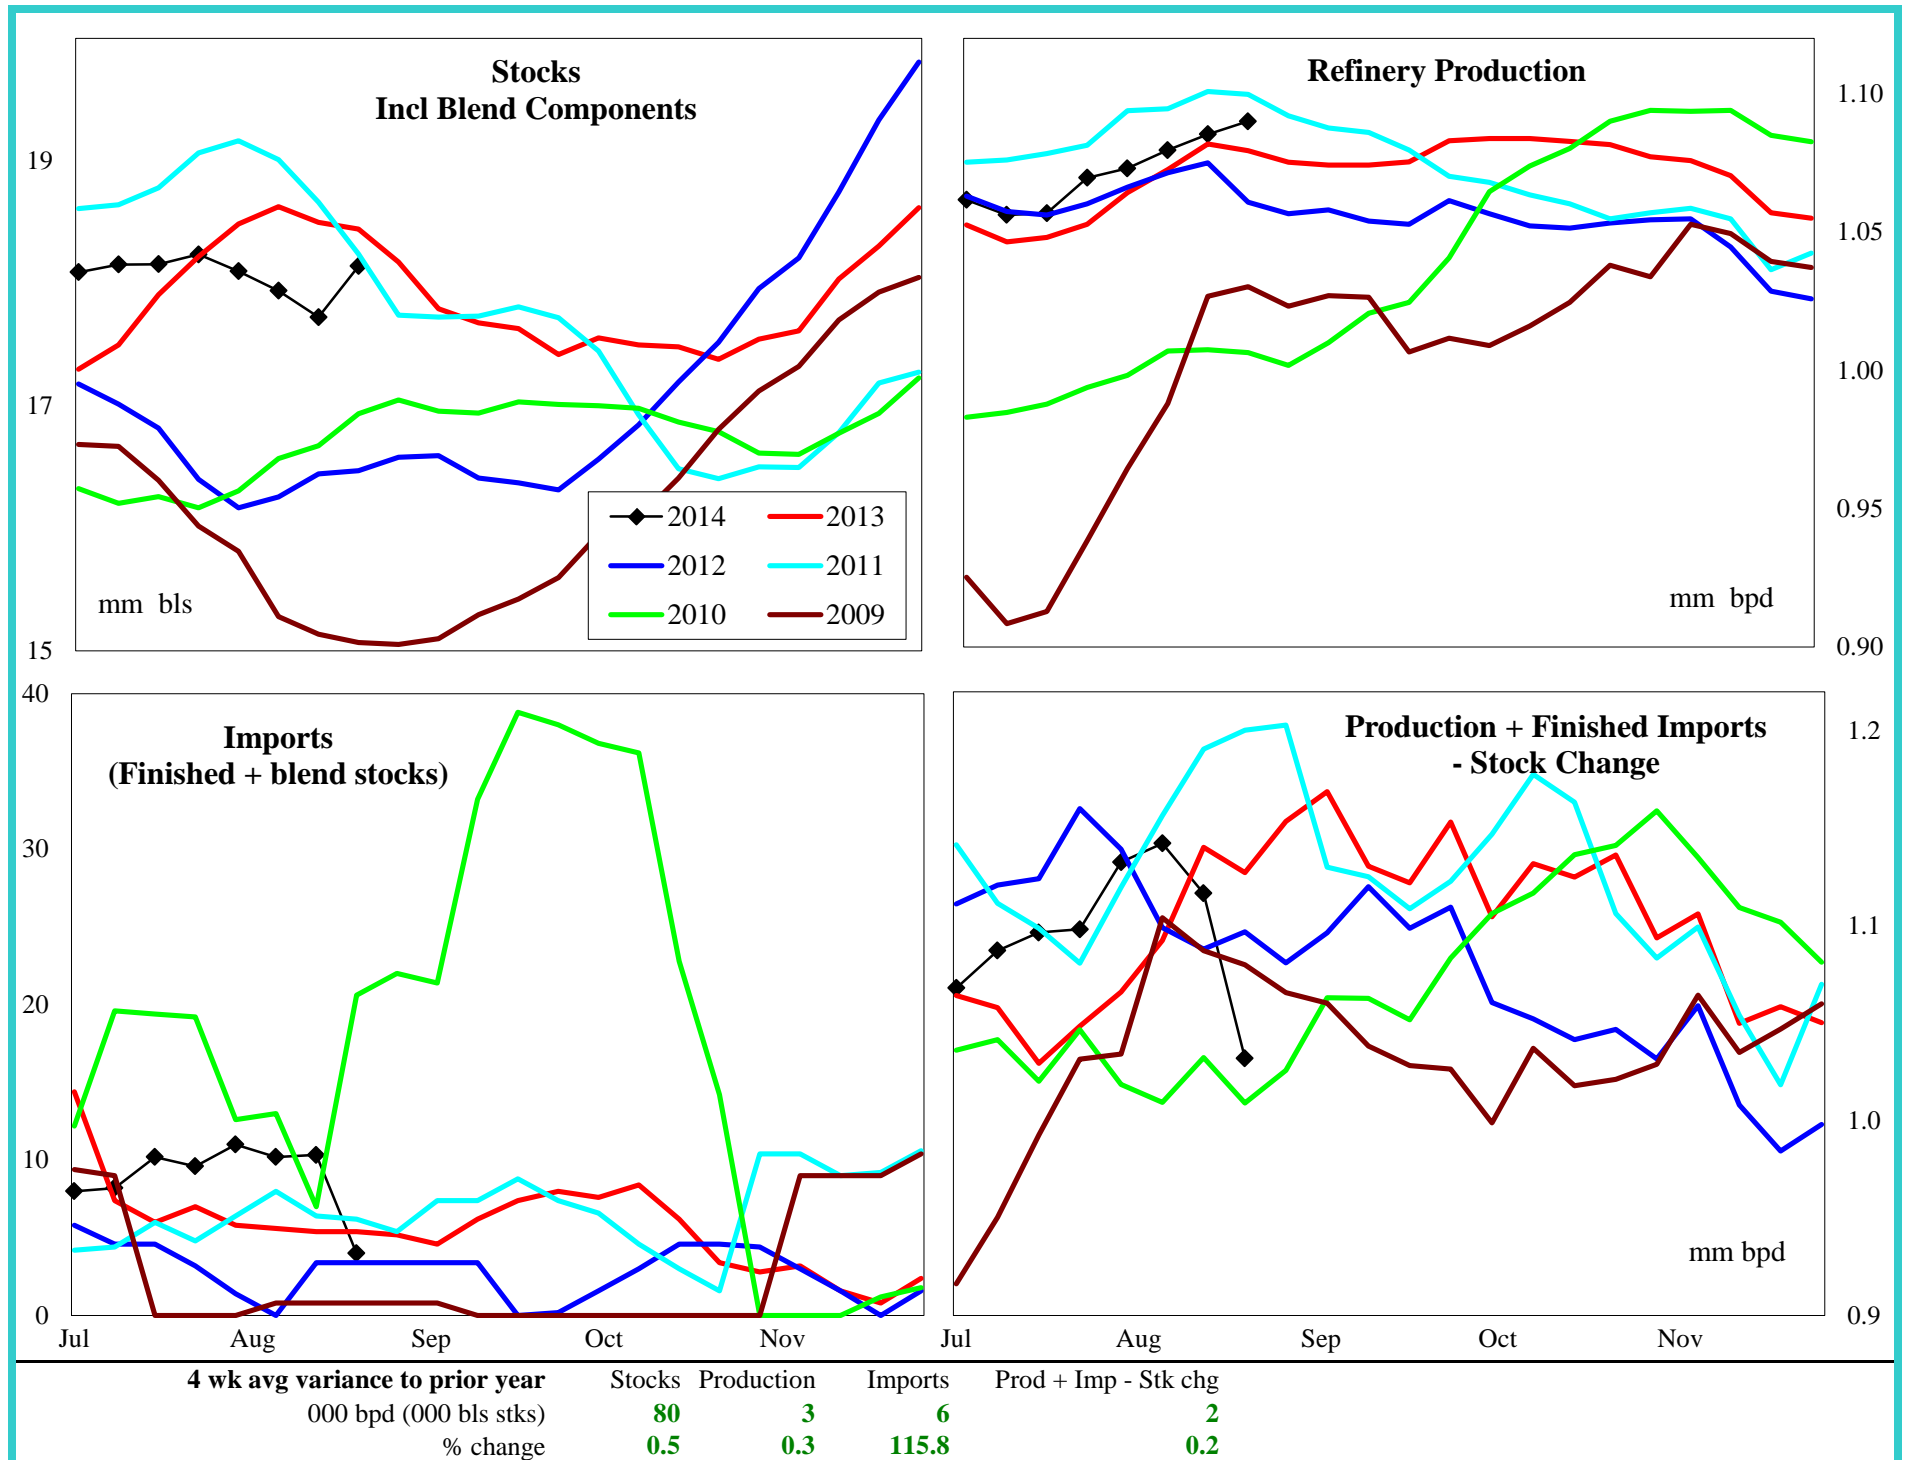 Stocks
Incl Blend Components
19
17
15
mm bls
2014 2013
2012 2011
2010 2009
Refinery Production
1.10
1.05
1.00
0.95
0.90
mm bpd
Imports
(Finished + blend stocks)
40
30
20
10
0
Jul Aug Sep Oct Nov
Production + Finished Imports
- Stock Change
1.2
1.1
1.0
0.9
mm bpd
Jul Aug Sep Oct Nov
4 wk avg variance to prior year Stocks Production Imports Prod + Imp - Stk chg
000 bpd (000 bls stks) 80 3 6 2
% change 0.5 0.3 115.8 0.2